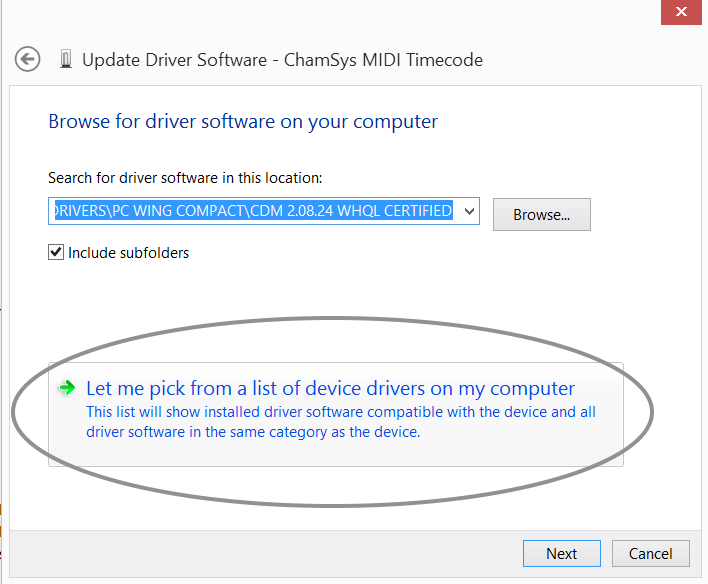 Update Driver Software - ChamSys MIDI Timecode
Browse for driver software on your computer
Search for driver software in this location:
DRIVERS\PC WING COMPACT\CDM 2.08.24 WHQL CERTIFIED
Browse...
Include subfolders
Let me pick from a list of device drivers on my computer
This list will show installed driver software compatible with the device and all
driver software in the same category as the device.
Next
Cancel